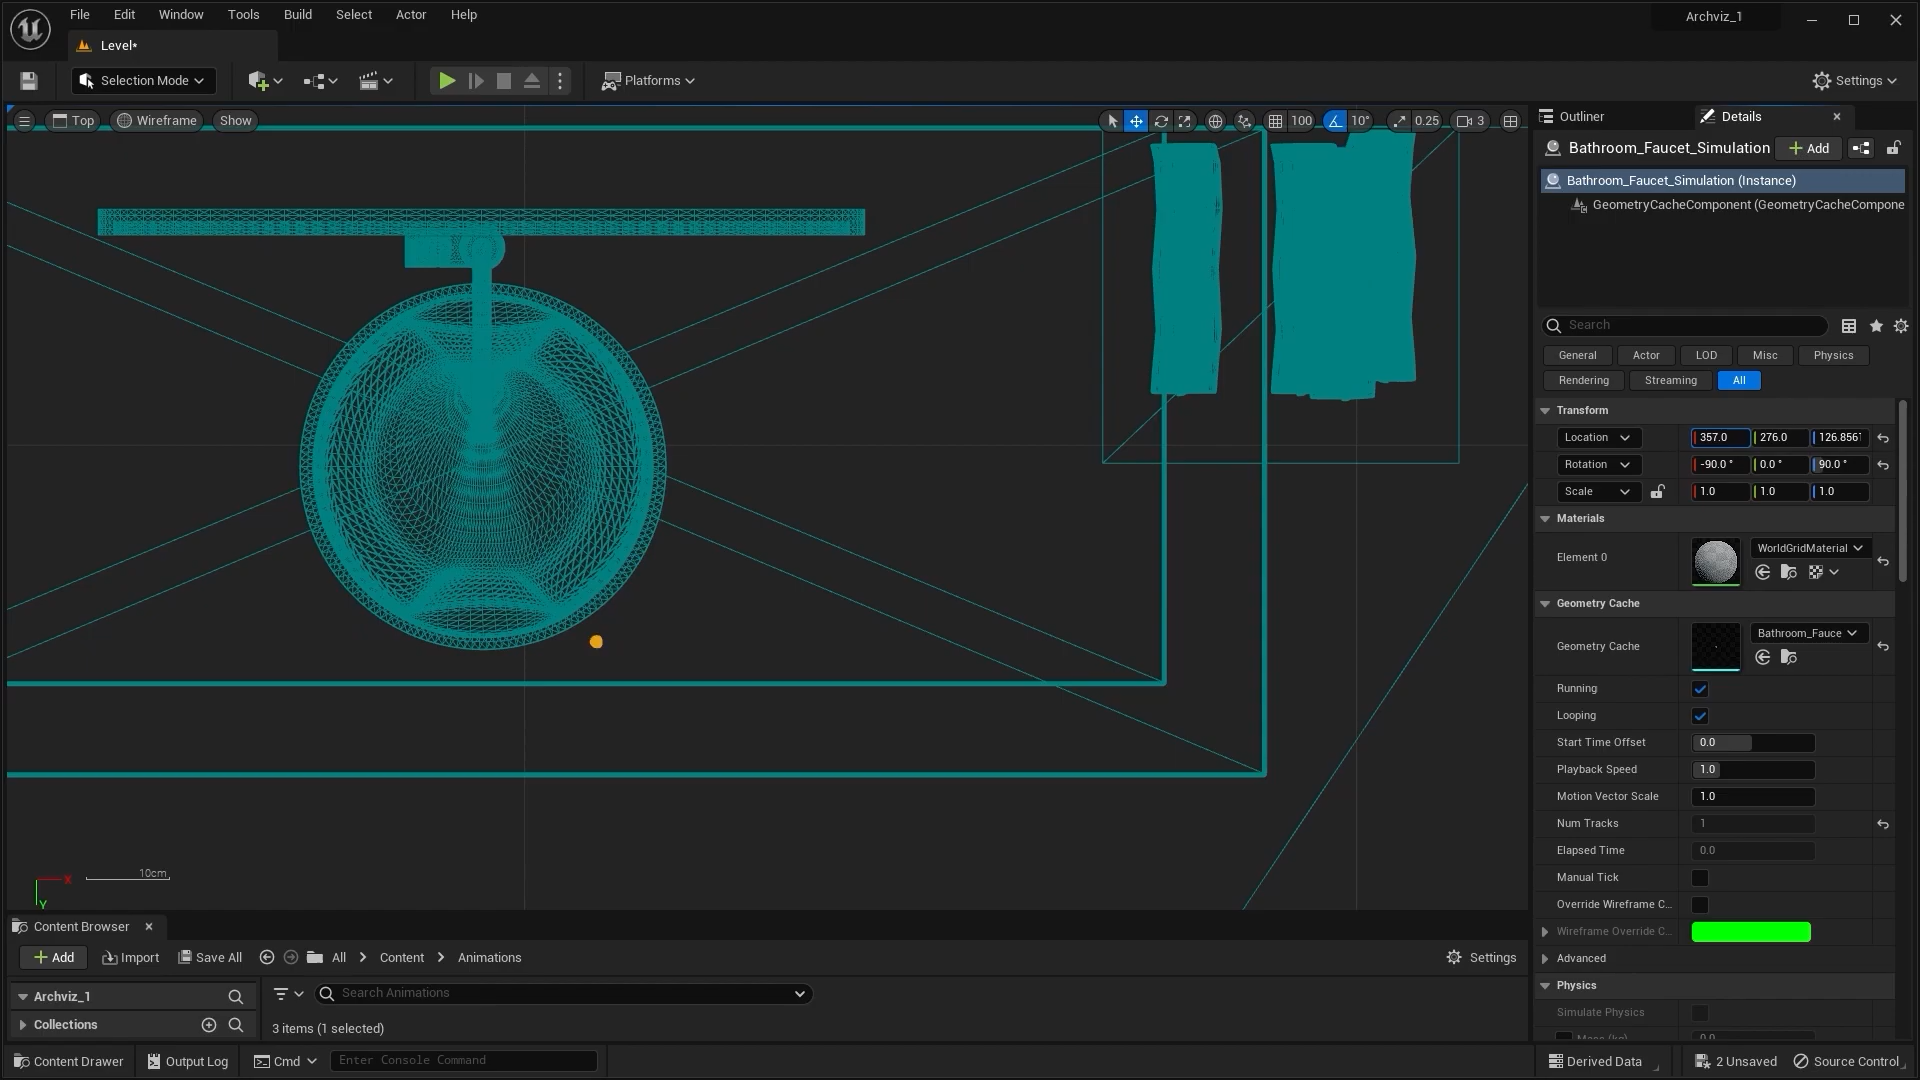 File Edit Window Tools Build Select Actor Help
Archviz_1
Level*
Selection Mode
Platforms
Settings
Top
Wireframe
Show
100
10°
0.25
3
Outliner
Details
Bathroom_Faucet_Simulation
Add
Bathroom_Faucet_Simulation (Instance)
GeometryCacheComponent (GeometryCacheCompone
Search
General
Actor
LOD
Misc
Physics
Rendering
Streaming
All
Transform
Location
357.0
276.0
126.8561
Rotation
-90.0 °
0.0 °
90.0 °
Scale
1.0
1.0
1.0
Materials
Element 0
WorldGridMaterial
Geometry Cache
Geometry Cache
Bathroom_Fauce
Running
Looping
Start Time Offset
0.0
Playback Speed
1.0
Motion Vector Scale
1.0
Num Tracks
1
Elapsed Time
0.0
Manual Tick
Override Wireframe C...
Wireframe Override C...
Advanced
Physics
Simulate Physics
X
10cm
Y
Content Browser
Add
Import
Save All
All
Content
Animations
Settings
Archviz_1
Search Animations
Collections
3 items (1 selected)
Content Drawer
Output Log
Cmd
Enter Console Command
Derived Data
2 Unsaved
Source Control